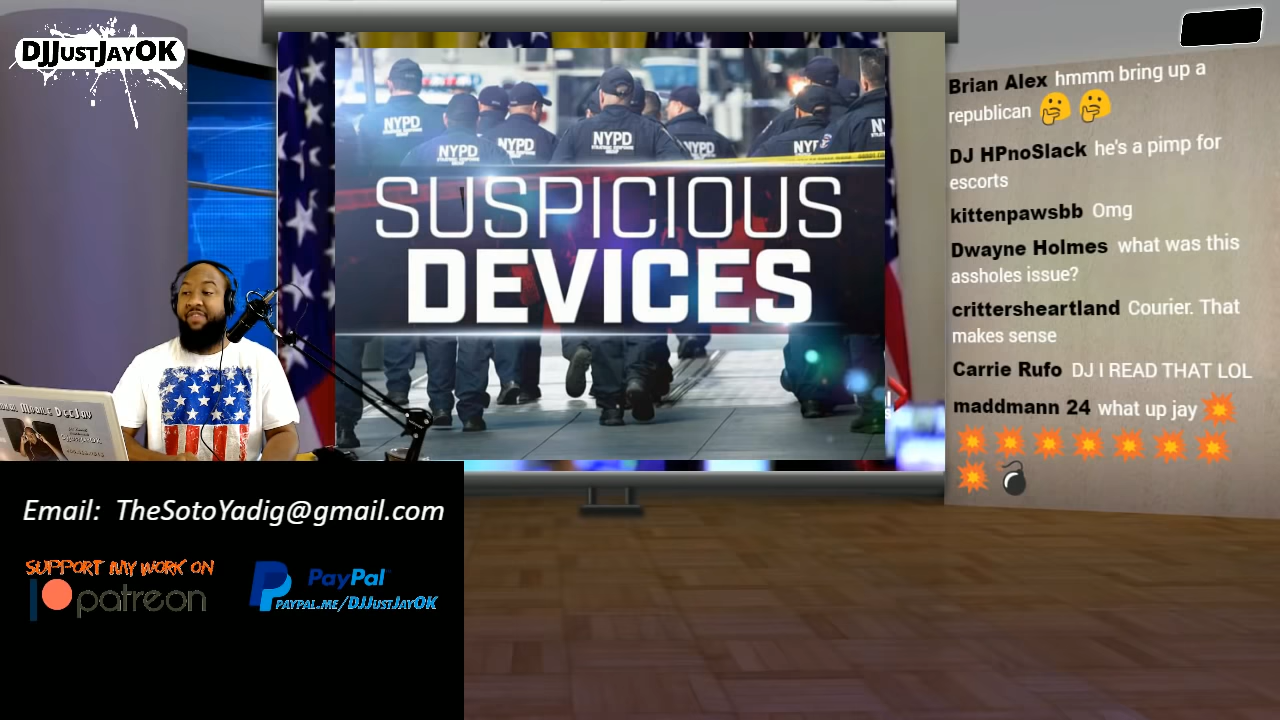 DJJUSTJAYOK
NYPD
NYPD
NYPD
NYPD
NYPD
SUSPICIOUS
DEVICES
Brian Alex hmmm bring up a
republican 🤔 🤔
DJ HPnoSlack he's a pimp for
escorts
kittenpawsbb Omg
Dwayne Holmes what was this
assholes issue?
crittersheartland Courier. That
makes sense
Carrie Rufo DJ I READ THAT LOL
maddmann 24 what up jay 💥
💥 💥 💥 💥 💥 💥 💥
💥 💣
Email: TheSotoYadig@gmail.com
SUPPORT MY WORK ON
patreon
PayPal
PAYPAL.ME/DJJUSTJAYOK